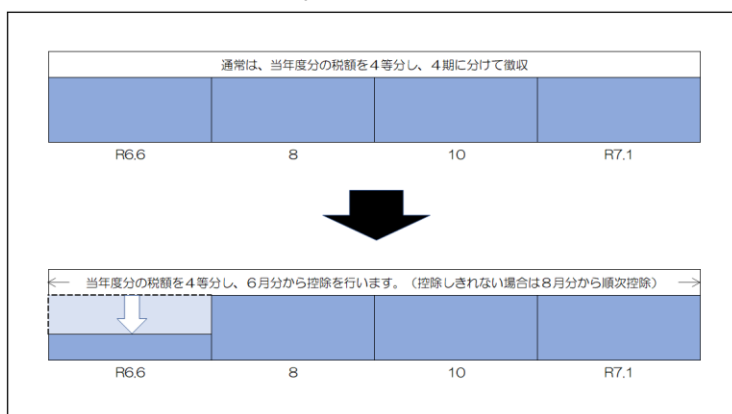 通常は、当年度分の税額を４等分し、４期に分けて徴収
R6.6 8 10 R7.1
当年度分の税額を４等分し、６月分から控除を行います。（控除しきれない場合は８月分から順次控除）
R6.6 8 10 R7.1